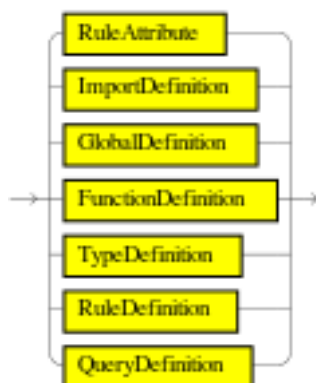 RuleAttribute
ImportDefinition
GlobalDefinition
FunctionDefinition
TypeDefinition
RuleDefinition
QueryDefinition